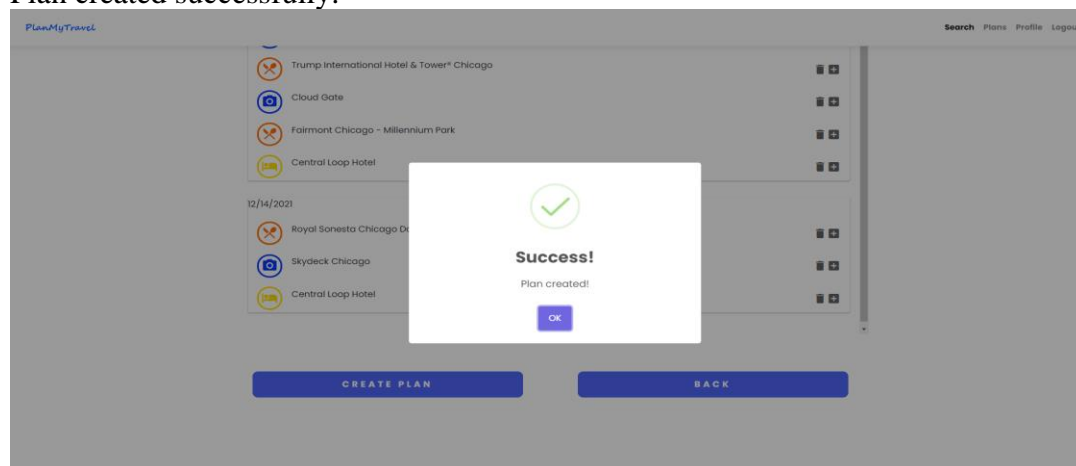 Plan created successfully.
PlanMyTravel
Search Plans Profile
Trump International Hotel & Tower® Chicago
Cloud Gate
Fairmont Chicago - Millennium Park
Central Loop Hotel
12/14/2021
Royal Sonesta Chicago
Skydeck Chicago
Central Loop Hotel
Success!
Plan created!
OK
CREATE PLAN
BACK